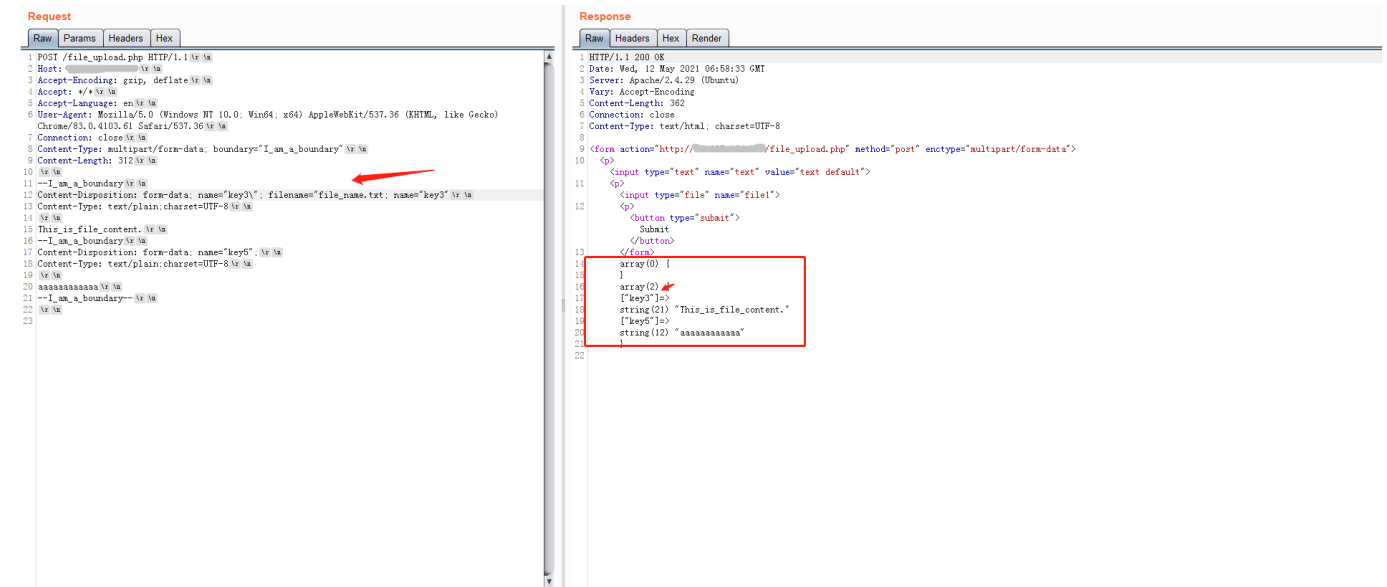 Request
Raw Params Headers Hex
1 POST /file_upload.php HTTP/1.1 \r \n
2 Host: \r \n
3 Accept-Encoding: gzip, deflate \r \n
4 Accept: */* \r \n
5 Accept-Language: en \r \n
6 User-Agent: Mozilla/5.0 (Windows NT 10.0; Win64; x64) AppleWebKit/537.36 (KHTML, like Gecko)
Chrome/83.0.4103.61 Safari/537.36 \r \n
7 Connection: close \r \n
8 Content-Type: multipart/form-data; boundary="I_am_a_boundary" \r \n
9 Content-Length: 312 \r \n
10 \r \n
11 --I_am_a_boundary \r \n
12 Content-Disposition: form-data; name="key3\"; filename="file_name.txt; name="key3" \r \n
13 Content-Type: text/plain;charset=UTF-8 \r \n
14 \r \n
15 This_is_file_content. \r \n
16 --I_am_a_boundary \r \n
17 Content-Disposition: form-data; name="key5"; \r \n
18 Content-Type: text/plain;charset=UTF-8 \r \n
19 \r \n
20 aaaaaaaaaaaa \r \n
21 --I_am_a_boundary-- \r \n
22 \r \n
23
Response
Raw Headers Hex Render
1 HTTP/1.1 200 OK
2 Date: Wed, 12 May 2021 06:58:33 GMT
3 Server: Apache/2.4.29 (Ubuntu)
4 Vary: Accept-Encoding
5 Content-Length: 362
6 Connection: close
7 Content-Type: text/html; charset=UTF-8
8
9 <form action="http:// /file_upload.php" method="post" enctype="multipart/form-data">
10 <p>
<input type="text" name="text" value="text default">
11 <p>
<input type="file" name="file1">
12 <p>
<button type="submit">
Submit
</button>
13 </form>
14 array(0) {
15 }
16 array(2) {
17 ["key3"]=>
18 string(21) "This_is_file_content."
19 ["key5"]=>
20 string(12) "aaaaaaaaaaaa"
21 }
22